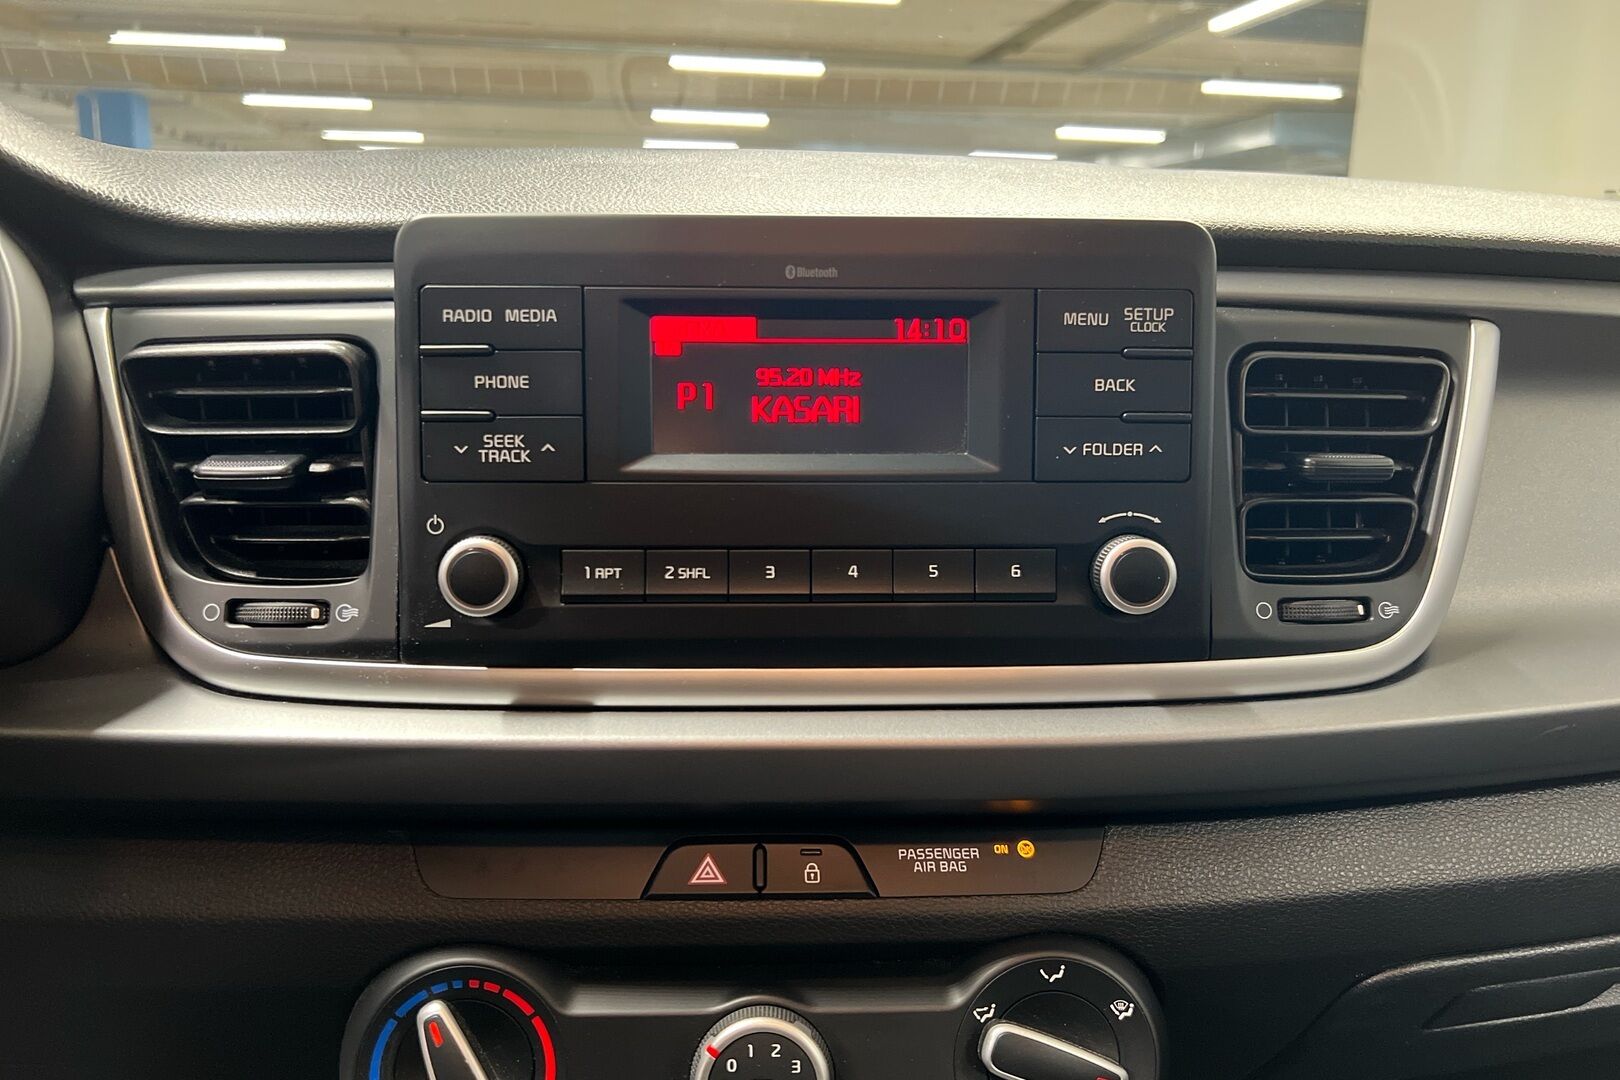 Bluetooth
RADIO MEDIA
PHONE
SEEK
TRACK
14:10
P1
95.20 MHz
KASARI
MENU
SETUP
CLOCK
BACK
FOLDER
1 RPT
2 SHFL
3
4
5
6
PASSENGER
AIR BAG
ON
0 1 2 3